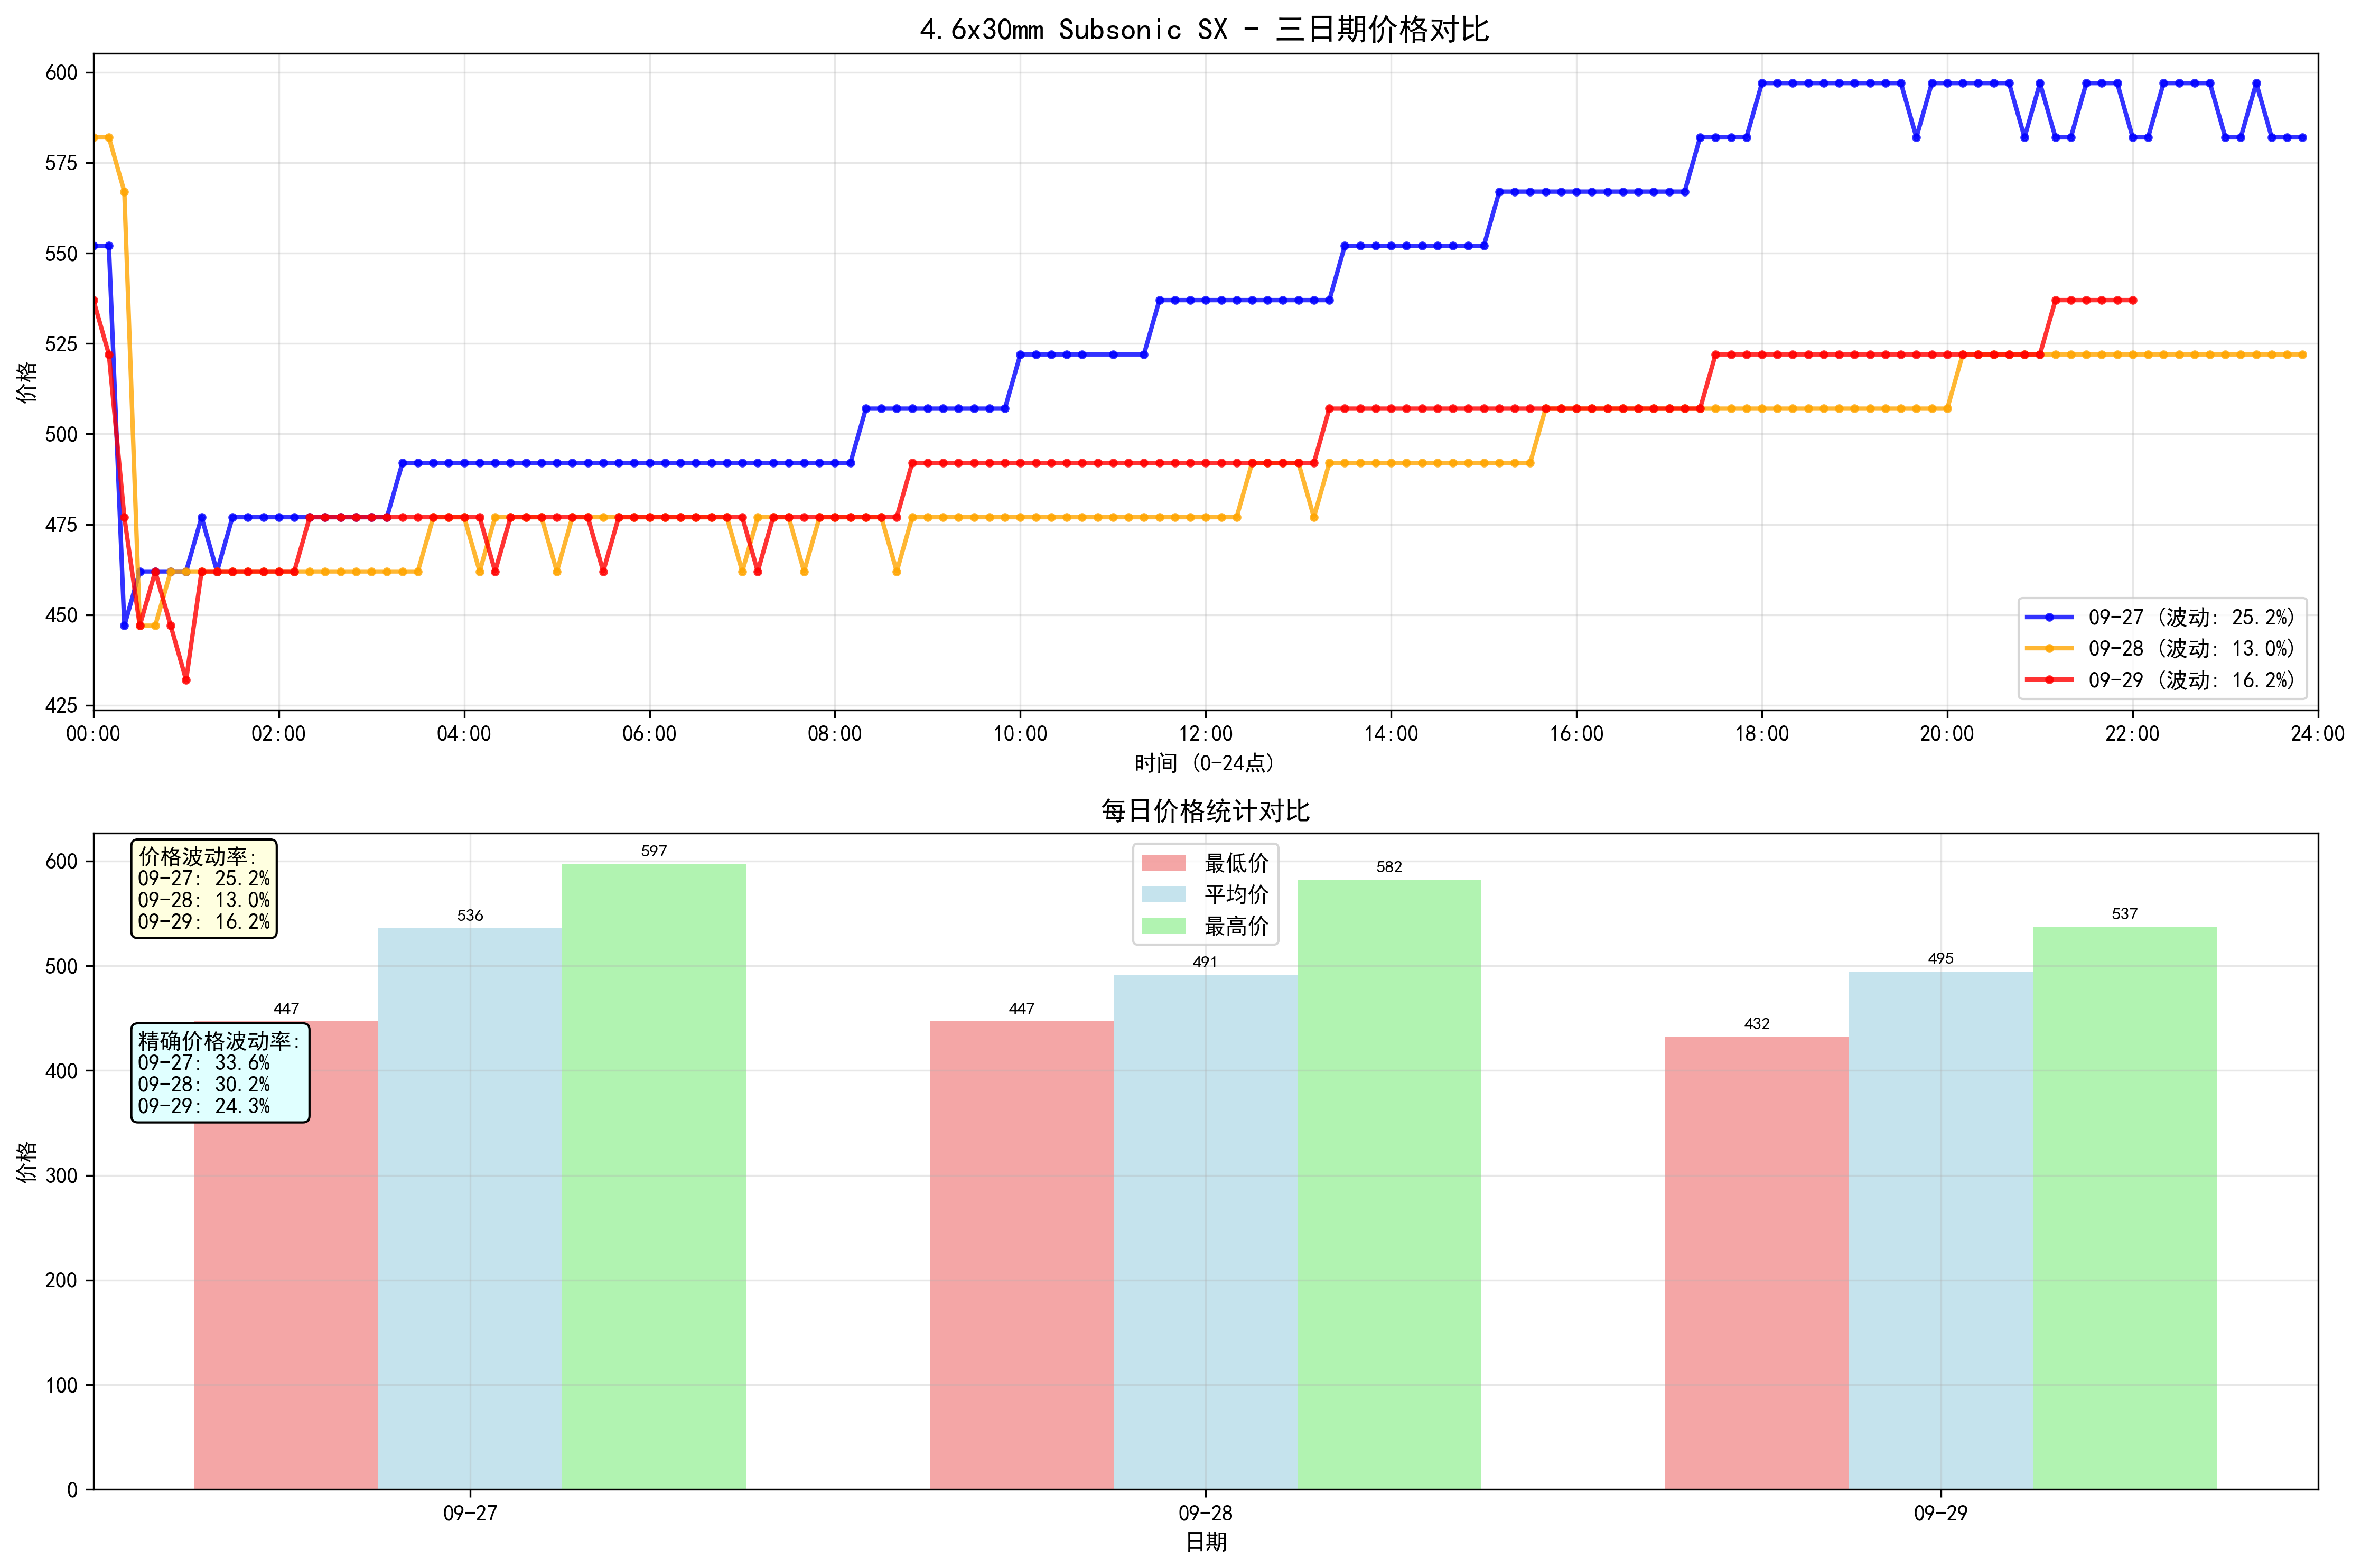 4.6x30mm Subsonic SX - 三日期价格对比
600
575
550
525
500
475
450
425
价格
09-27 (波动: 25.2%)
09-28 (波动: 13.0%)
09-29 (波动: 16.2%)
00:00 02:00 04:00 06:00 08:00 10:00 12:00 14:00 16:00 18:00 20:00 22:00 24:00
时间 (0-24点)
每日价格统计对比
600
500
400
300
200
100
0
价格
价格波动率:
09-27: 25.2%
09-28: 13.0%
09-29: 16.2%
精确价格波动率:
09-27: 33.6%
09-28: 30.2%
09-29: 24.3%
最低价
平均价
最高价
447
536
597
447
491
582
432
495
537
09-27 09-28 09-29
日期